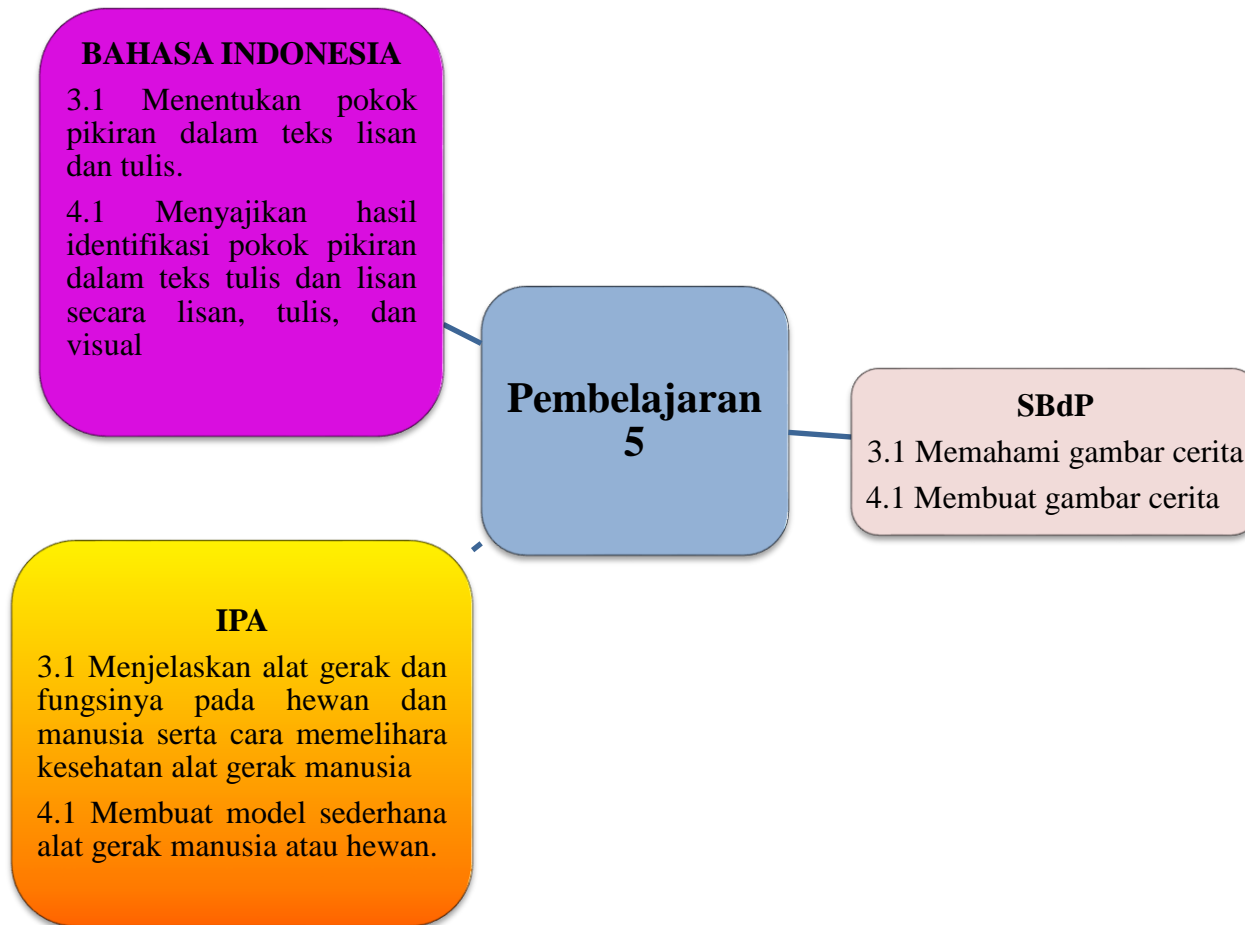 BAHASA INDONESIA
3.1 Menentukan pokok
pikiran dalam teks lisan
dan tulis.
4.1 Menyajikan hasil
identifikasi pokok pikiran
dalam teks tulis dan lisan
secara lisan, tulis, dan
visual
Pembelajaran
5
SBdP
3.1 Memahami gambar cerita
4.1 Membuat gambar cerita
IPA
3.1 Menjelaskan alat gerak dan
fungsinya pada hewan dan
manusia serta cara memelihara
kesehatan alat gerak manusia
4.1 Membuat model sederhana
alat gerak manusia atau hewan.